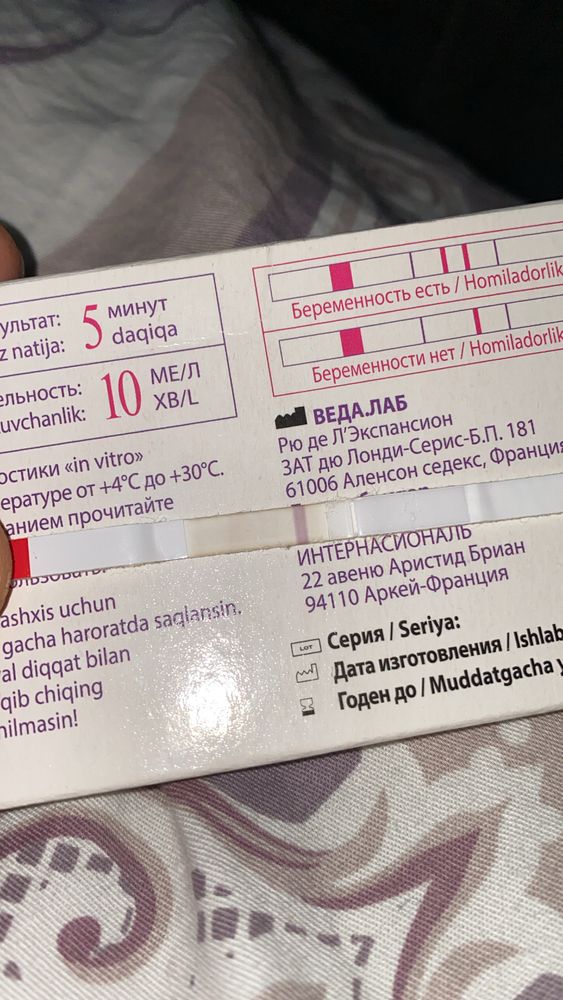 ультат:
z natija:
5 минут
daqiqa
ельность:
uvchanlik:
10 МЕ/Л
XB/L
остики «in vitro»
ературе от +4°C до +30°C.
анием прочитайте
ashxis uchun
gacha haroratda saqlansin.
al diqqat bilan
qib chiqing
nilmasin!
Беременность есть / Homiladorlik
Беременности нет / Homiladorlik
ВЕДА.ЛАБ
Рю де Л'Экспансион
ЗАТ дю Лонди-Серис-Б.П. 181
61006 Аленсон седекс, Франция
ИНТЕРНАСИОНАЛЬ
22 авеню Аристид Бриан
94110 Аркей-Франция
LOT Серия / Seriya:
Дата изготовления / Ishlab
Годен до / Muddatgacha y